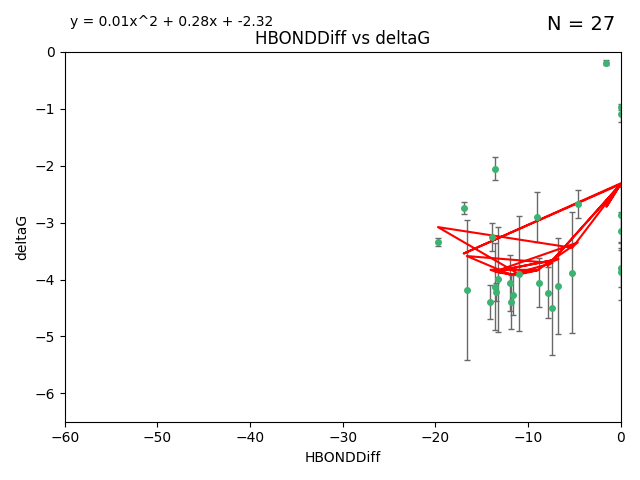 y = 0.01x^2 + 0.28x + -2.32
N = 27
HBONDDiff vs deltaG
0
−1
−2
−3
−4
−5
−6
deltaG
−60
−50
−40
−30
−20
−10
0
HBONDDiff